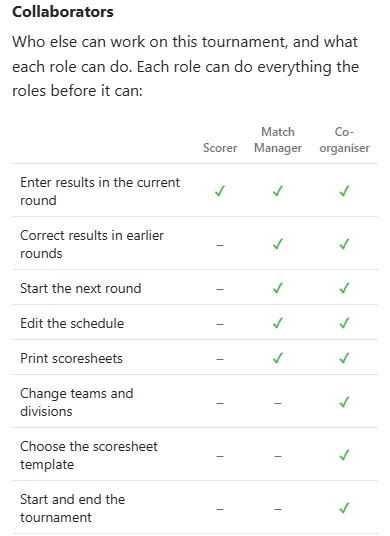 Collaborators
Who else can work on this tournament, and what
each role can do. Each role can do everything the
roles before it can:
Scorer
Match
Manager
Co-
organiser
Enter results in the current
round
✓ ✓ ✓
Correct results in earlier
rounds
– ✓ ✓
Start the next round – ✓ ✓
Edit the schedule – ✓ ✓
Print scoresheets – ✓ ✓
Change teams and
divisions
– – ✓
Choose the scoresheet
template
– – ✓
Start and end the
tournament
– – ✓